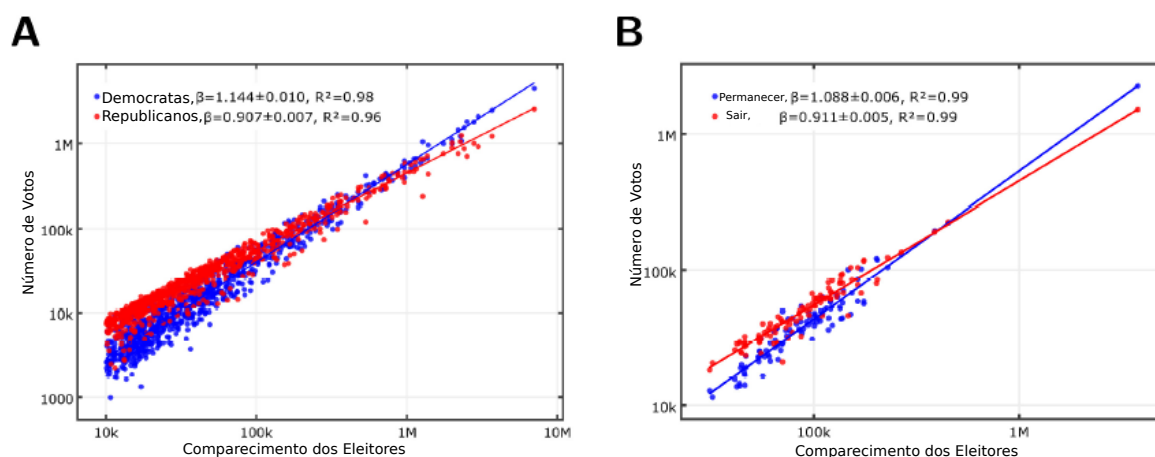 A
Democratas,β=1.144±0.010, R²=0.98
Republicanos,β=0.907±0.007, R²=0.96
1M
100k
10k
1000
Número de Votos
10k 100k 1M 10M
Comparecimento dos Eleitores
B
Permanecer, β=1.088±0.006, R²=0.99
Sair, β=0.911±0.005, R²=0.99
1M
100k
10k
Número de Votos
100k 1M
Comparecimento dos Eleitores